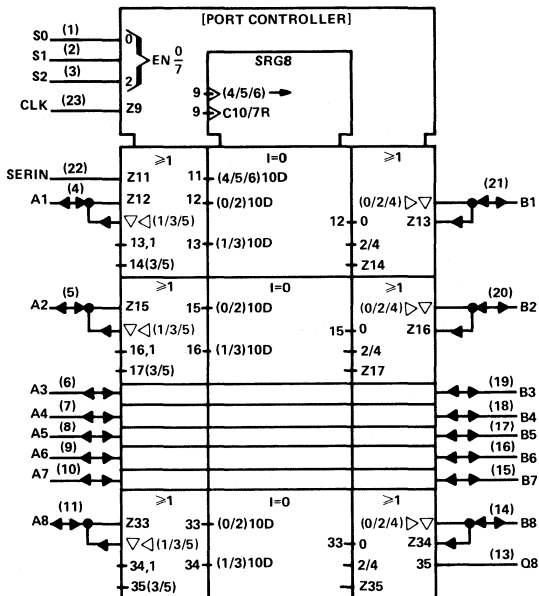 [PORT CONTROLLER]
S0 (1) 0
S1 (2) EN 0/7
S2 (3) 2
CLK (23) Z9
SRG8
9 (4/5/6)
9 C10/7R
≥1 I=0 ≥1
SERIN (22) Z11 11 (4/5/6)10D
A1 (4) Z12 12 (0/2)10D (0/2/4) ▷▽ (21) B1
▽◁(1/3/5) 12 0 Z13
13,1 13 (1/3)10D 2/4
14(3/5) Z14
≥1 I=0 ≥1
A2 (5) Z15 15 (0/2)10D (0/2/4) ▷▽ (20) B2
▽◁(1/3/5) 15 0 Z16
16,1 16 (1/3)10D 2/4
17(3/5) Z17
A3 (6) (19) B3
A4 (7) (18) B4
A5 (8) (17) B5
A6 (9) (16) B6
A7 (10) (15) B7
≥1 I=0 ≥1
A8 (11) Z33 33 (0/2)10D (0/2/4) ▷▽ (14) B8
▽◁(1/3/5) 33 0 Z34
34,1 34 (1/3)10D 2/4 35 (13) Q8
35(3/5) Z35